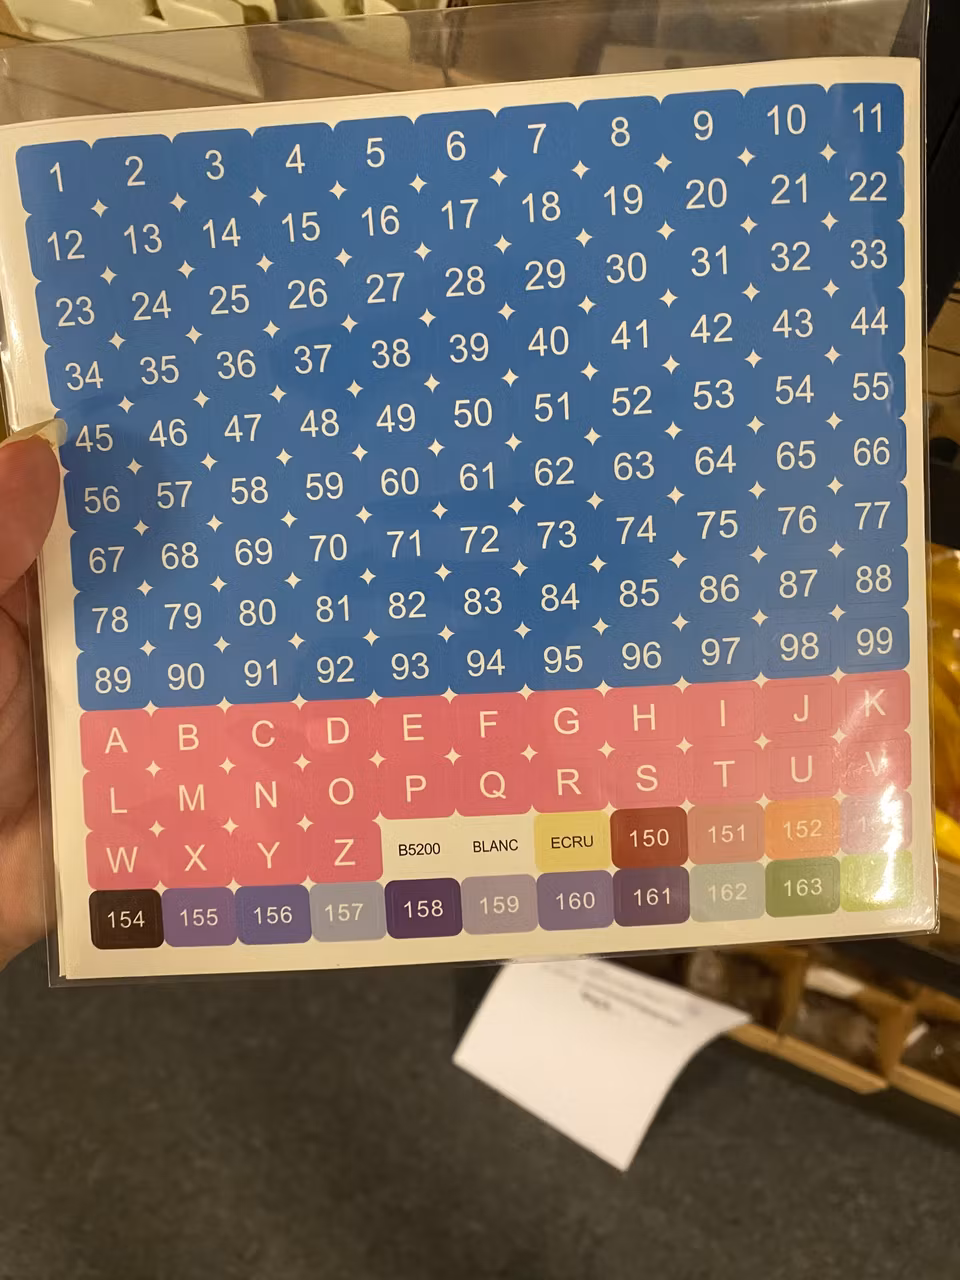 1 2 3 4 5 6 7 8 9 10 11
12 13 14 15 16 17 18 19 20 21 22
23 24 25 26 27 28 29 30 31 32 33
34 35 36 37 38 39 40 41 42 43 44
45 46 47 48 49 50 51 52 53 54 55
56 57 58 59 60 61 62 63 64 65 66
67 68 69 70 71 72 73 74 75 76 77
78 79 80 81 82 83 84 85 86 87 88
89 90 91 92 93 94 95 96 97 98 99
A B C D E F G H I J K
L M N O P Q R S T U V
W X Y Z B5200 BLANC ECRU 150 151 152
154 155 156 157 158 159 160 161 162 163